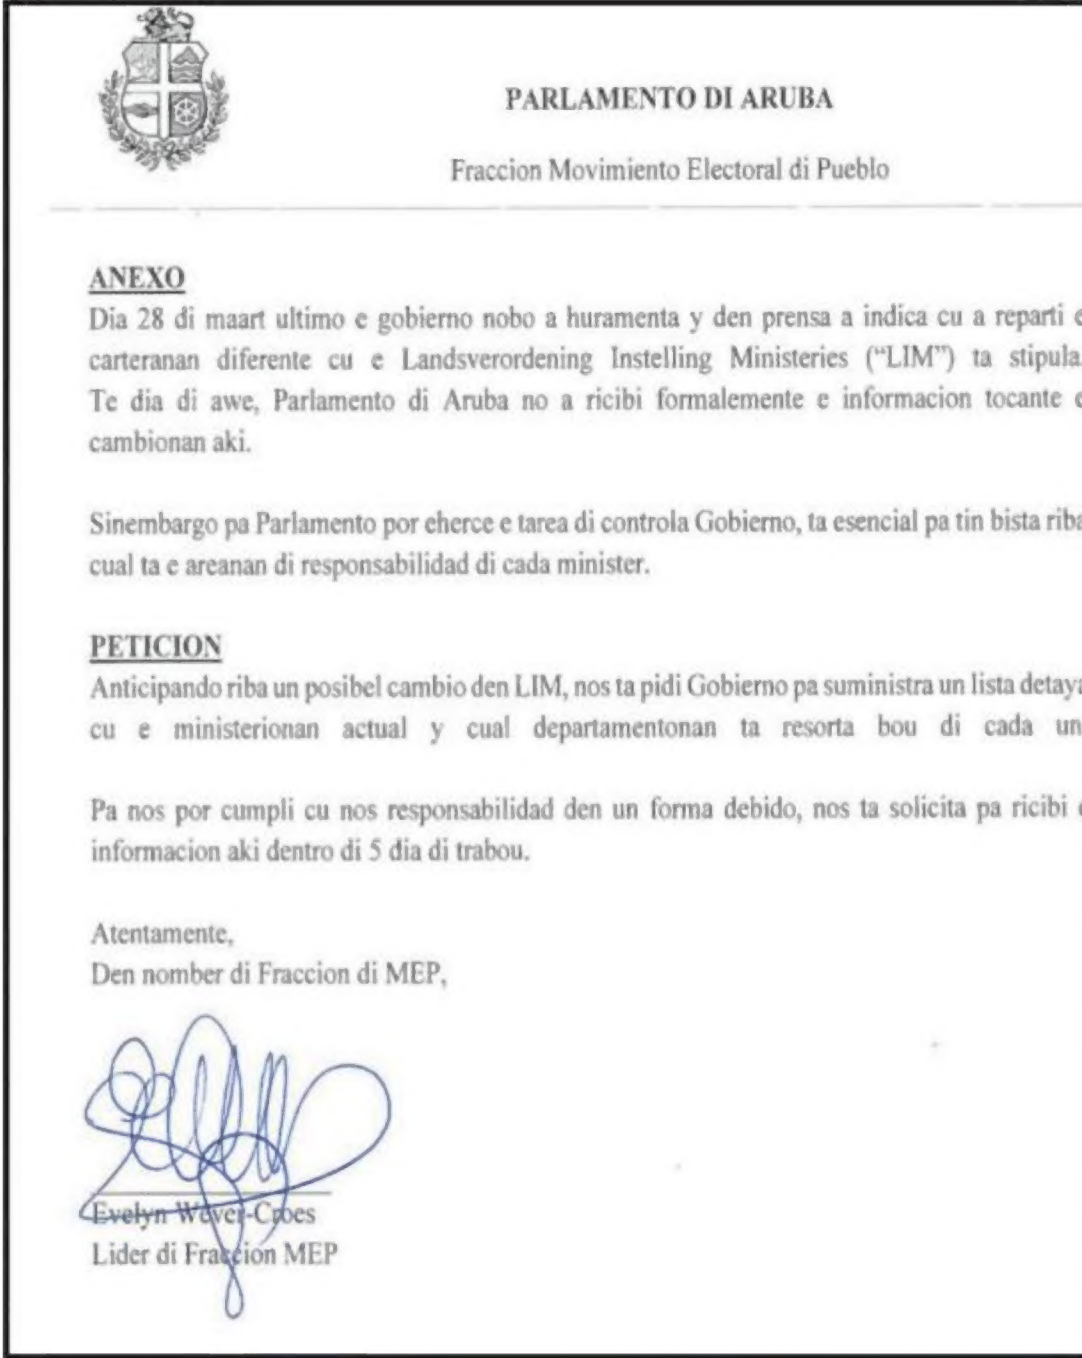 PARLAMENTO DI ARUBA
Fraccion Movimiento Electoral di Pueblo
ANEXO
Dia 28 di maart ultimo e gobierno nobo a huramenta y den prensa a indica cu a reparti e
carteranan diferente cu e Landsverordening Instelling Ministeries (“LIM”) ta stipula.
Te dia di awe, Parlamento di Aruba no a ricibi formalemente e informacion tocante e
cambionan aki.
Sinembargo pa Parlamento por eherce e tarea di controla Gobierno, ta esencial pa tin bista riba
cual ta e areanan di responsabilidad di cada minister.
PETICION
Anticipando riba un posibel cambio den LIM, nos ta pidi Gobierno pa suministra un lista detaya
cu e ministerionan actual y cual departamentonan ta resorta bou di cada un
Pa nos por cumpli cu nos responsabilidad den un forma debido, nos ta solicita pa ricibi e
informacion aki dentro di 5 dia di trabou.
Atentamente,
Den nomber di Fraccion di MEP,
Evelyn Wever-Croes
Lider di Fraccion MEP